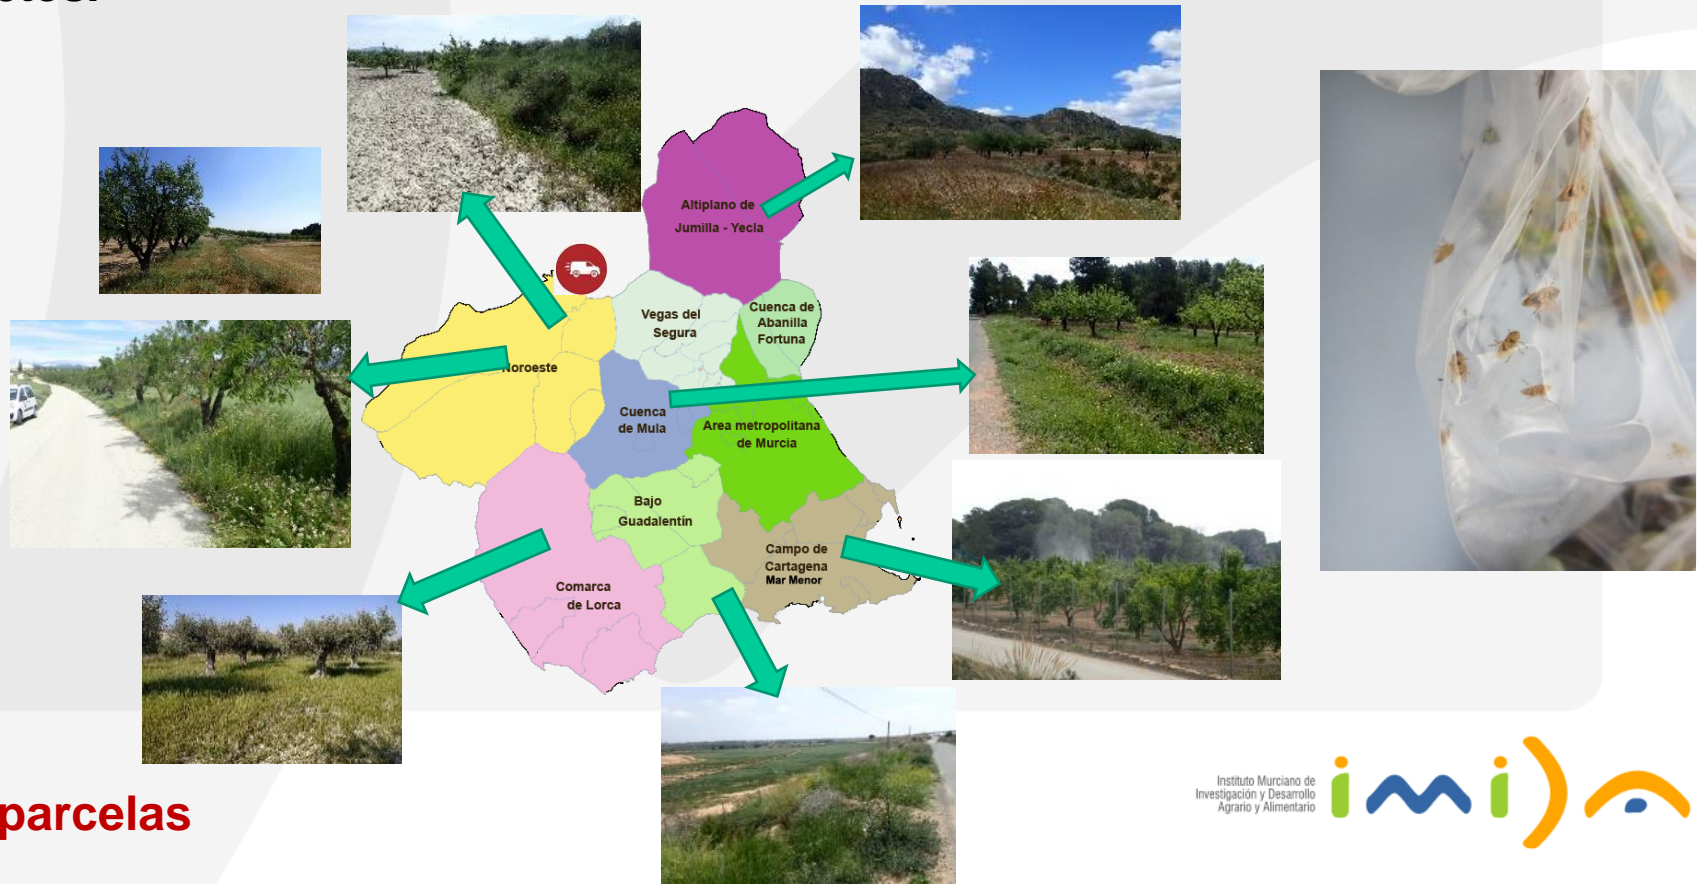 Altiplano de
Jumilla - Yecla
Vegas del
Segura
Cuenca de
Abanilla
Fortuna
Noroeste
Cuenca
de Mula
Area metropolitana
de Murcia
Bajo
Guadalentín
Campo de
Cartagena
Mar Menor
Comarca
de Lorca
parcelas
Instituto Murciano de
Investigación y Desarrollo
Agrario y Alimentario
imida